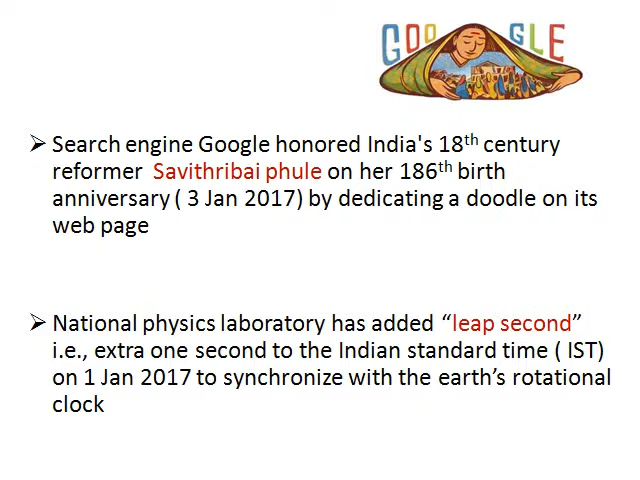 GOOGLE
➢ Search engine Google honored India's 18th century
reformer Savithribai phule on her 186th birth
anniversary ( 3 Jan 2017) by dedicating a doodle on its
web page
➢ National physics laboratory has added “leap second”
i.e., extra one second to the Indian standard time ( IST)
on 1 Jan 2017 to synchronize with the earth’s rotational
clock